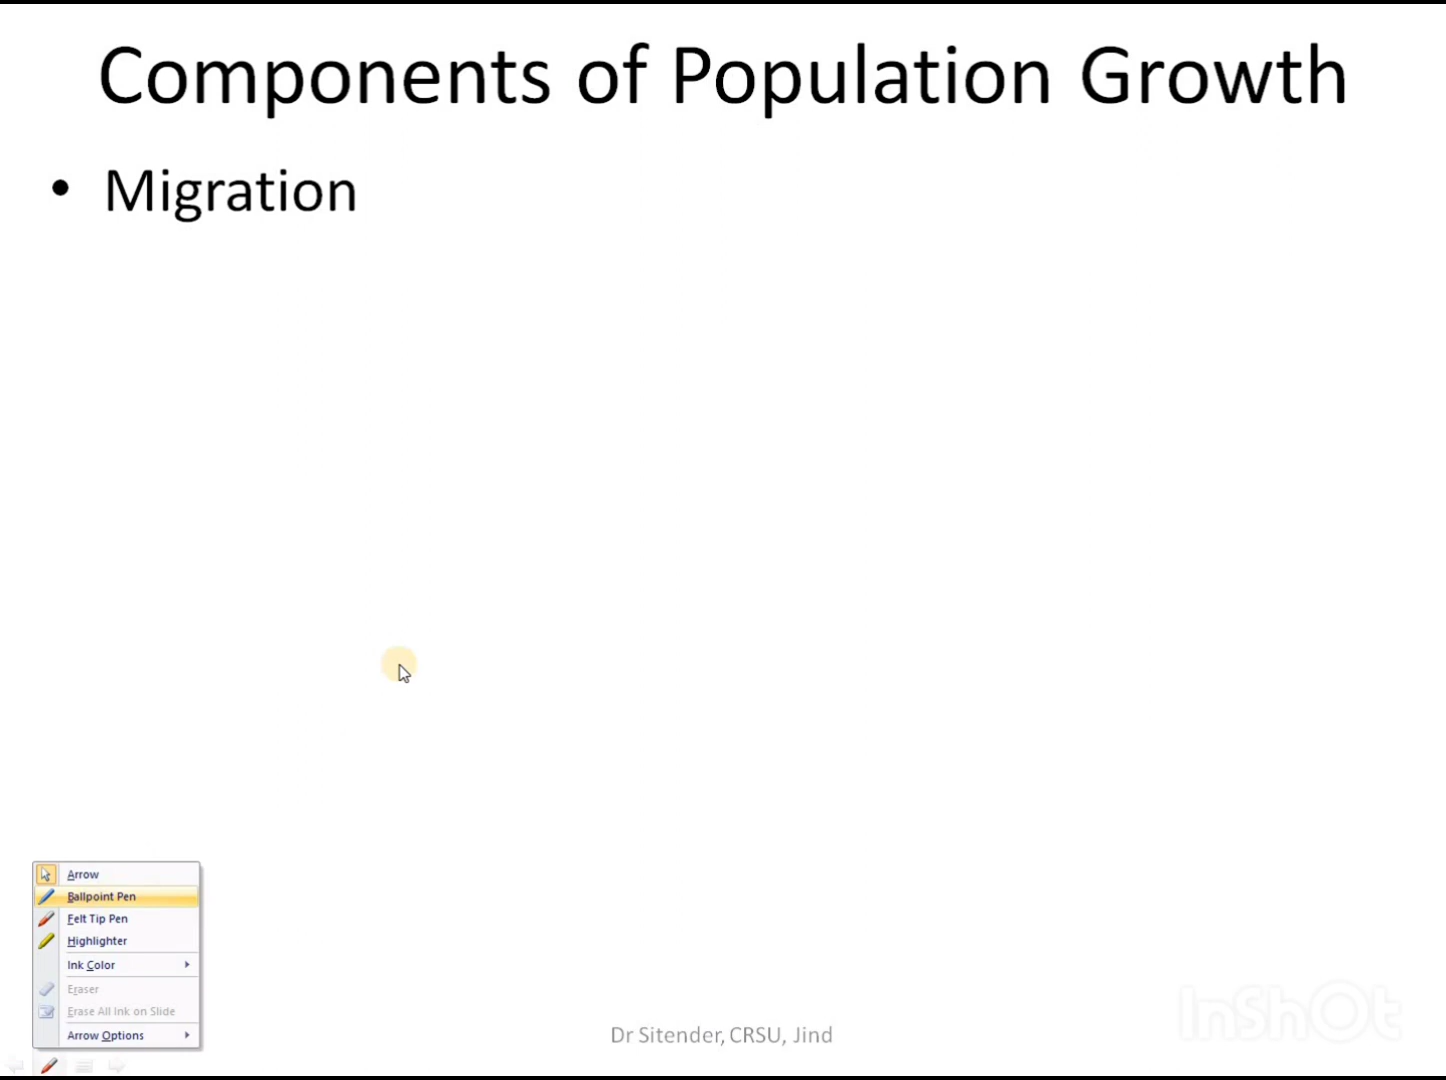 Components of Population Growth
• Migration
Arrow
Ballpoint Pen
Felt Tip Pen
Highlighter
Ink Color
Eraser
Erase All Ink on Slide
Arrow Options
Dr Sitender, CRSU, Jind
InShOt